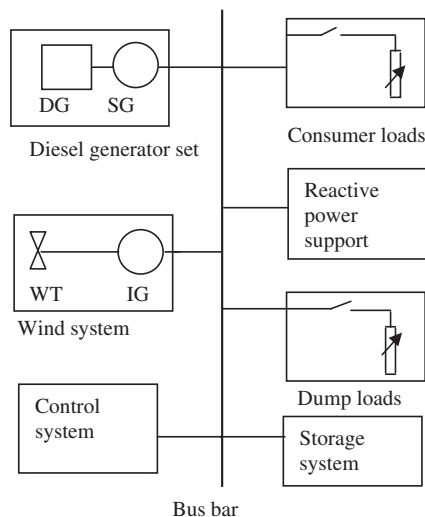 DG SG
Diesel generator set
Consumer loads
Reactive
power
support
WT IG
Wind system
Dump loads
Control
system
Storage
system
Bus bar